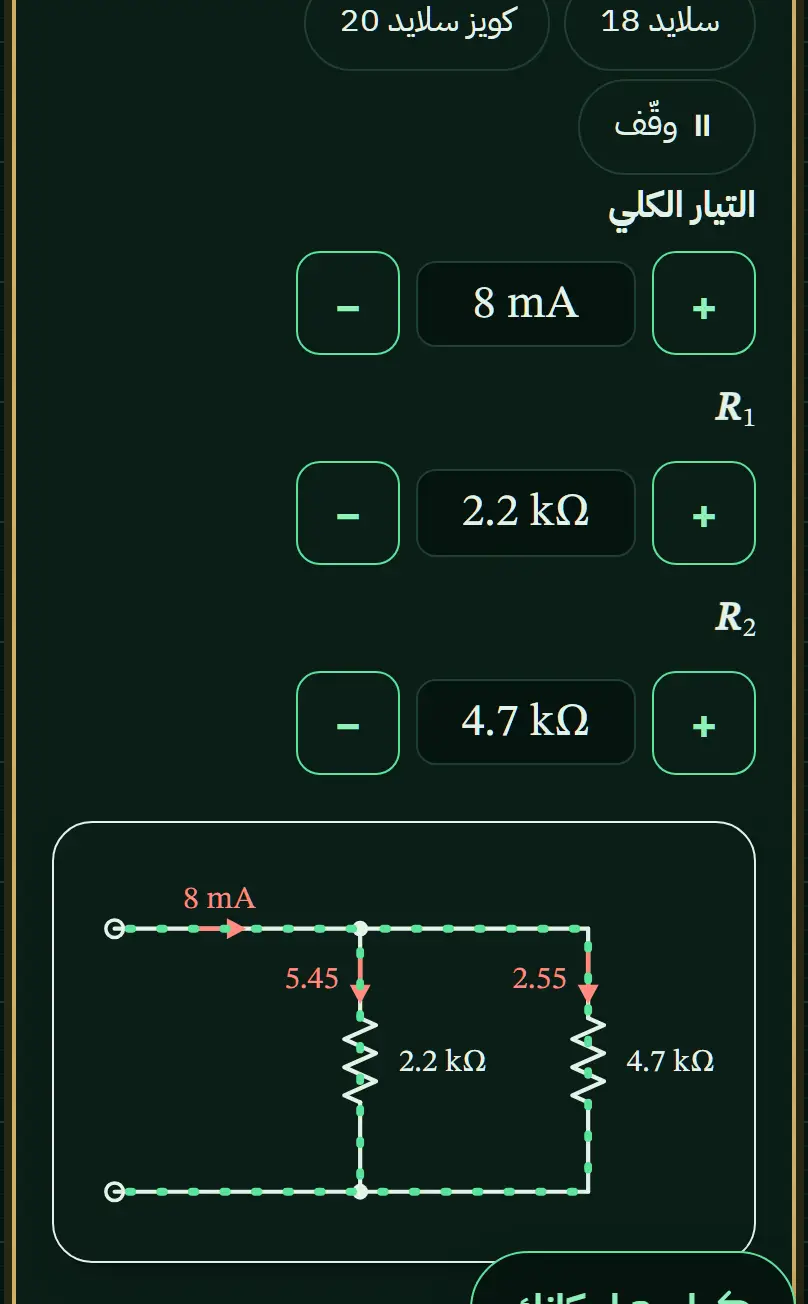 سلايد 18 كويز سلايد 20
⏸ وقّف
التيار الكلي
+ 8 mA −
R₁
+ 2.2 kΩ −
R₂
+ 4.7 kΩ −
8 mA
5.45 2.55
2.2 kΩ 4.7 kΩ